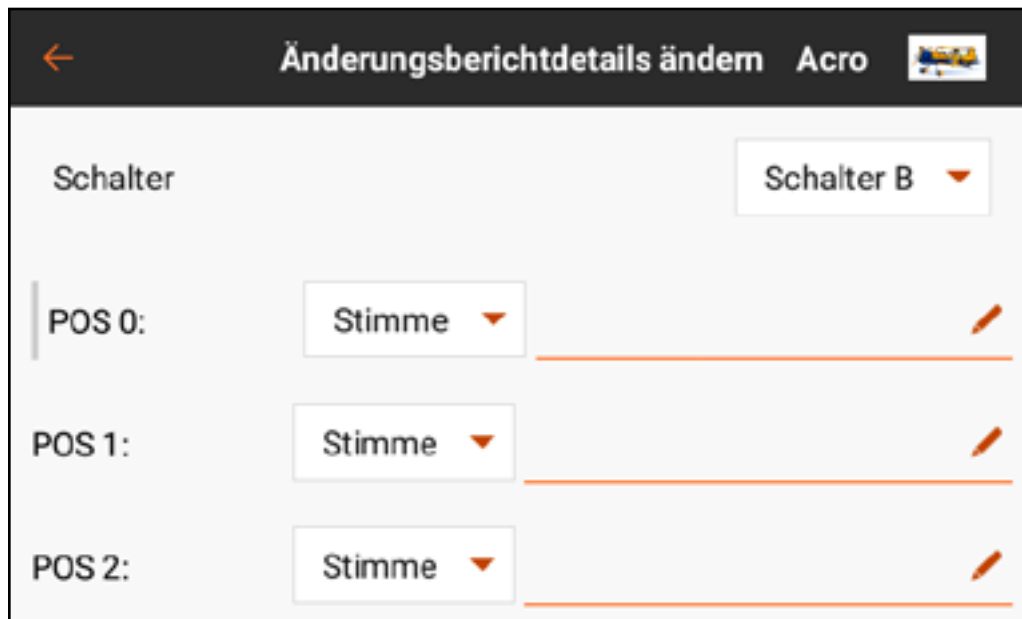 Änderungsberichtdetails ändern Acro
Schalter Schalter B
POS 0: Stimme
POS 1: Stimme
POS 2: Stimme